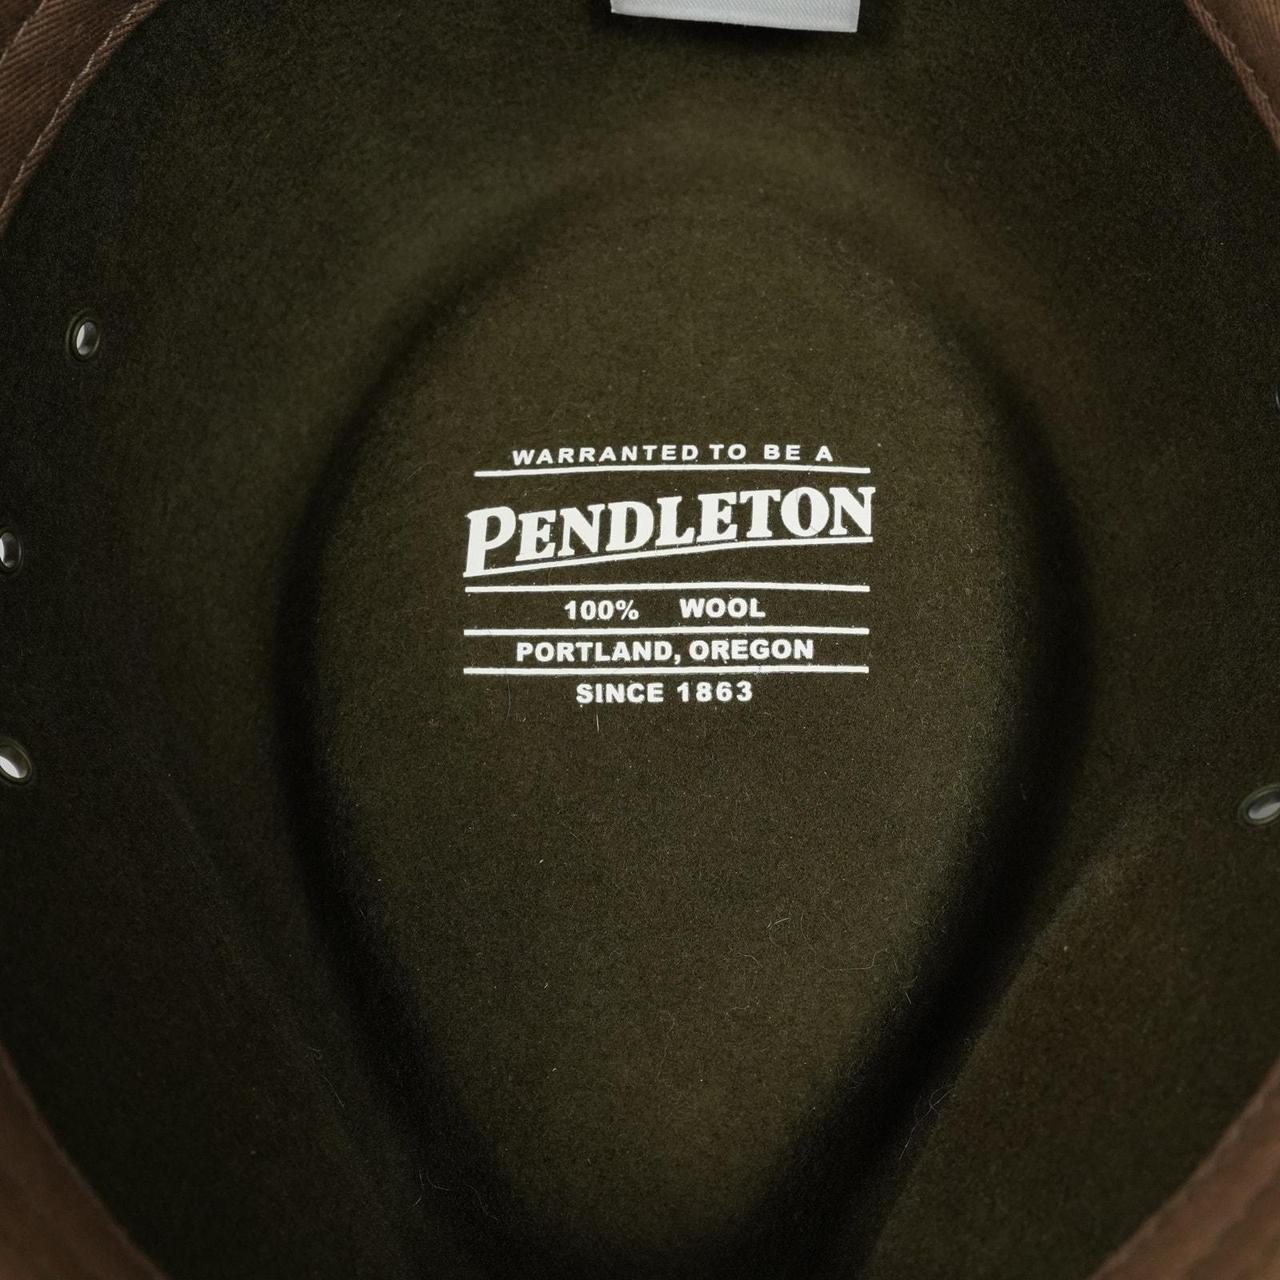 WARRANTED TO BE A
PENDLETON
100% WOOL
PORTLAND, OREGON
SINCE 1863